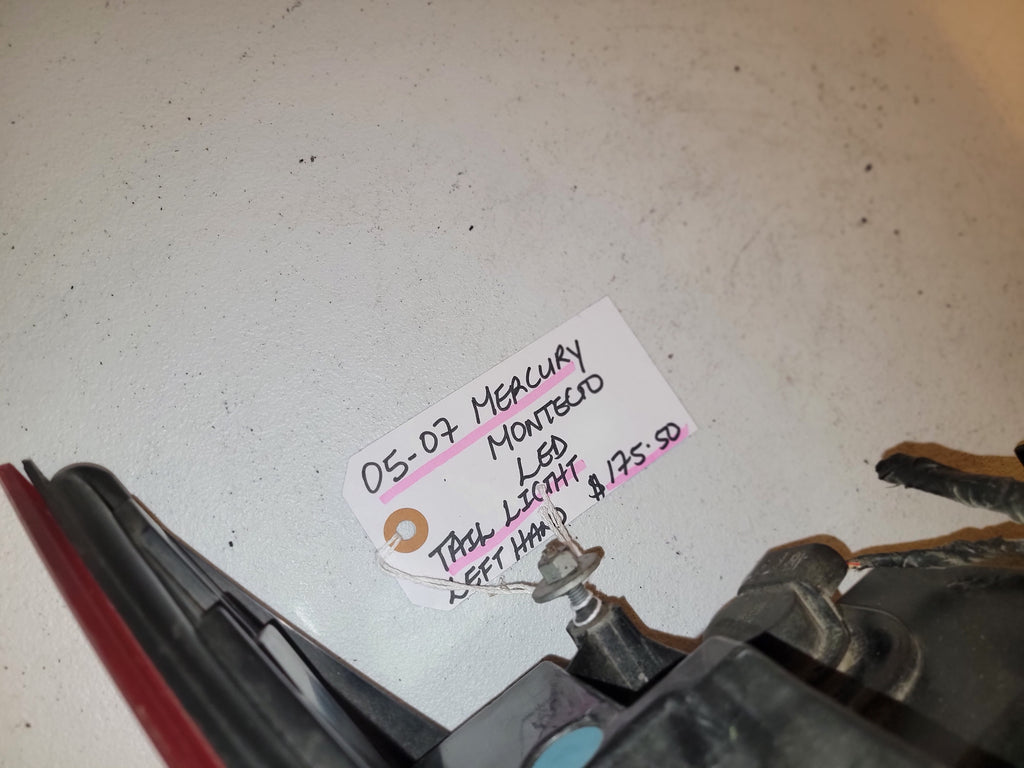 05-07 MERCURY
MONTEGO
LED
TAIL LIGHT
LEFT HAND
$175.50